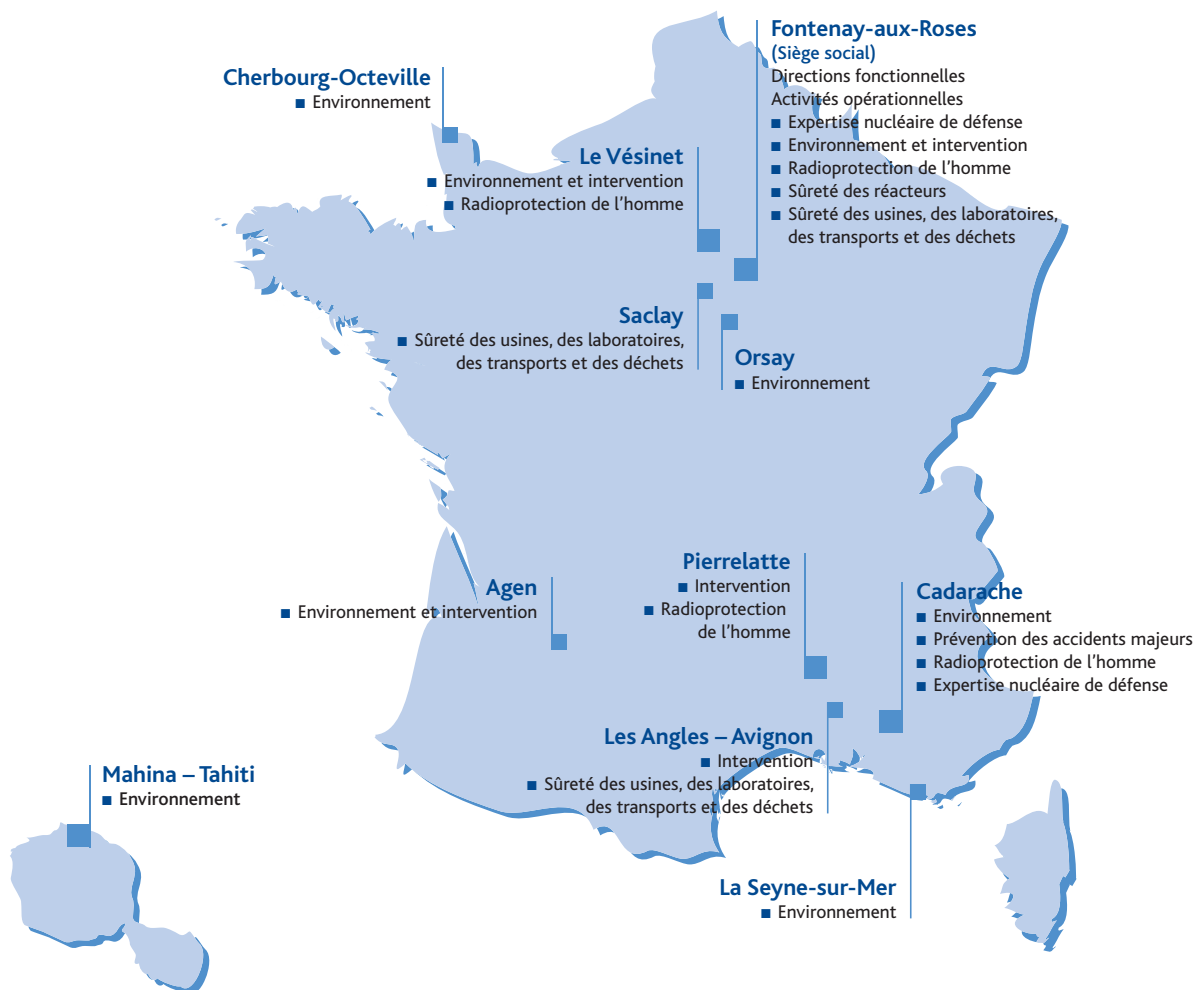 Fontenay-aux-Roses
(Siège social)
Directions fonctionnelles
Activités opérationnelles
■ Expertise nucléaire de défense
■ Environnement et intervention
■ Radioprotection de l'homme
■ Sûreté des réacteurs
■ Sûreté des usines, des laboratoires,
des transports et des déchets
Cherbourg-Octeville
■ Environnement
Le Vésinet
■ Environnement et intervention
■ Radioprotection de l'homme
Saclay
■ Sûreté des usines, des laboratoires,
des transports et des déchets
Orsay
■ Environnement
Pierrelatte
■ Intervention
■ Radioprotection
de l'homme
Agen
■ Environnement et intervention
Cadarache
■ Environnement
■ Prévention des accidents majeurs
■ Radioprotection de l'homme
■ Expertise nucléaire de défense
Les Angles – Avignon
■ Intervention
■ Sûreté des usines, des laboratoires,
des transports et des déchets
Mahina – Tahiti
■ Environnement
La Seyne-sur-Mer
■ Environnement